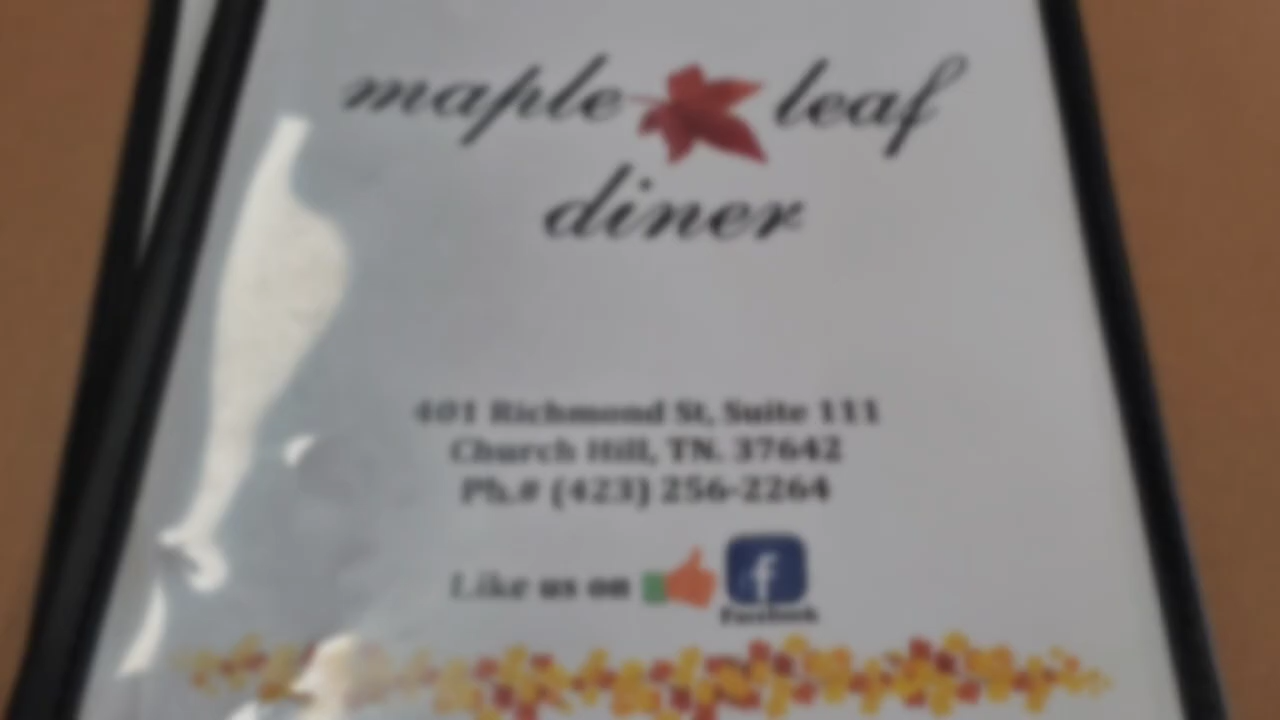 maple leaf
diner
401 Richmond St, Suite 111
Church Hill, TN. 37642
Ph.# (423) 256-2264
Like us on
Facebook